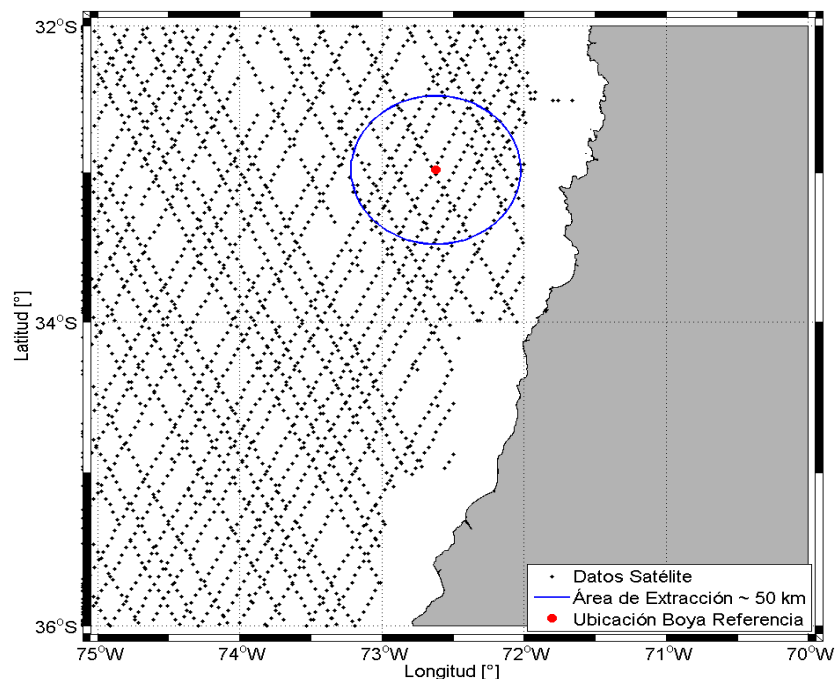 32°S
34°S
36°S
Latitud [°]
75°W
74°W
73°W
72°W
71°W
70°W
Longitud [°]
Datos Satélite
Área de Extracción ~ 50 km
Ubicación Boya Referencia